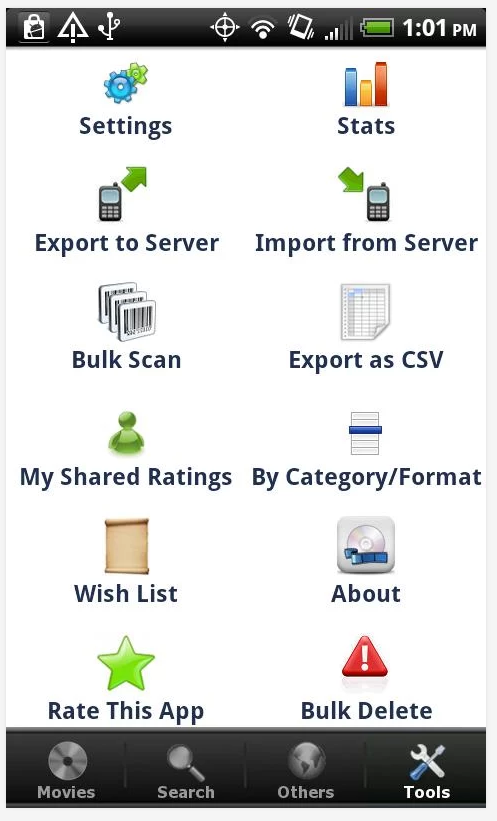 1:01 PM
Settings
Stats
Export to Server
Import from Server
Bulk Scan
Export as CSV
My Shared Ratings
By Category/Format
Wish List
About
Rate This App
Bulk Delete
Movies
Search
Others
Tools